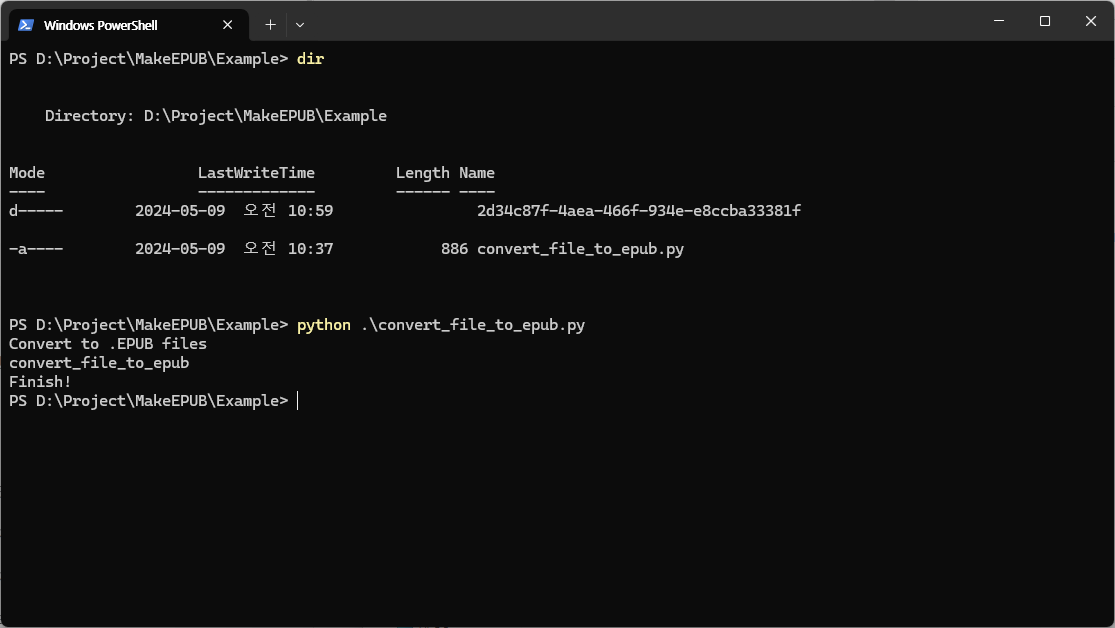 Windows PowerShell
PS D:\Project\MakeEPUB\Example> dir
Directory: D:\Project\MakeEPUB\Example
Mode                 LastWriteTime         Length Name
----                 -------------         ------ ----
d-----        2024-05-09  오전 10:59                2d34c87f-4aea-466f-934e-e8ccba33381f
-a----        2024-05-09  오전 10:37            886 convert_file_to_epub.py
PS D:\Project\MakeEPUB\Example> python .\convert_file_to_epub.py
Convert to .EPUB files
convert_file_to_epub
Finish!
PS D:\Project\MakeEPUB\Example>